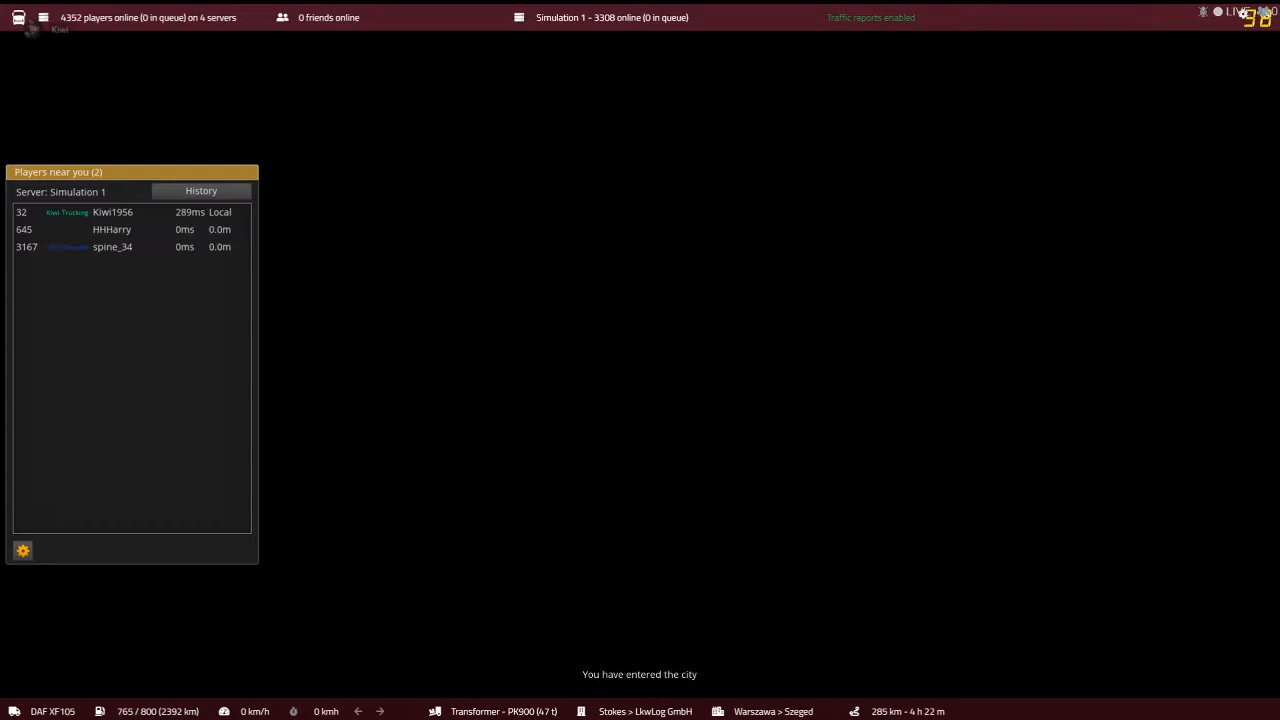 4352 players online (0 in queue) on 4 servers 0 friends online Simulation 1 - 3308 online (0 in queue) Traffic reports enabled LIVE 0 38
Kiwi
Players near you (2)
Server: Simulation 1 History
32 Kiwi Trucking Kiwi1956 289ms Local
645 HHHarry 0ms 0.0m
3167 spine_34 0ms 0.0m
You have entered the city
DAF XF105 765 / 800 (2392 km) 0 km/h 0 kmh Transformer - PK900 (47 t) Stokes > LkwLog GmbH Warszawa > Szeged 285 km - 4 h 22 m